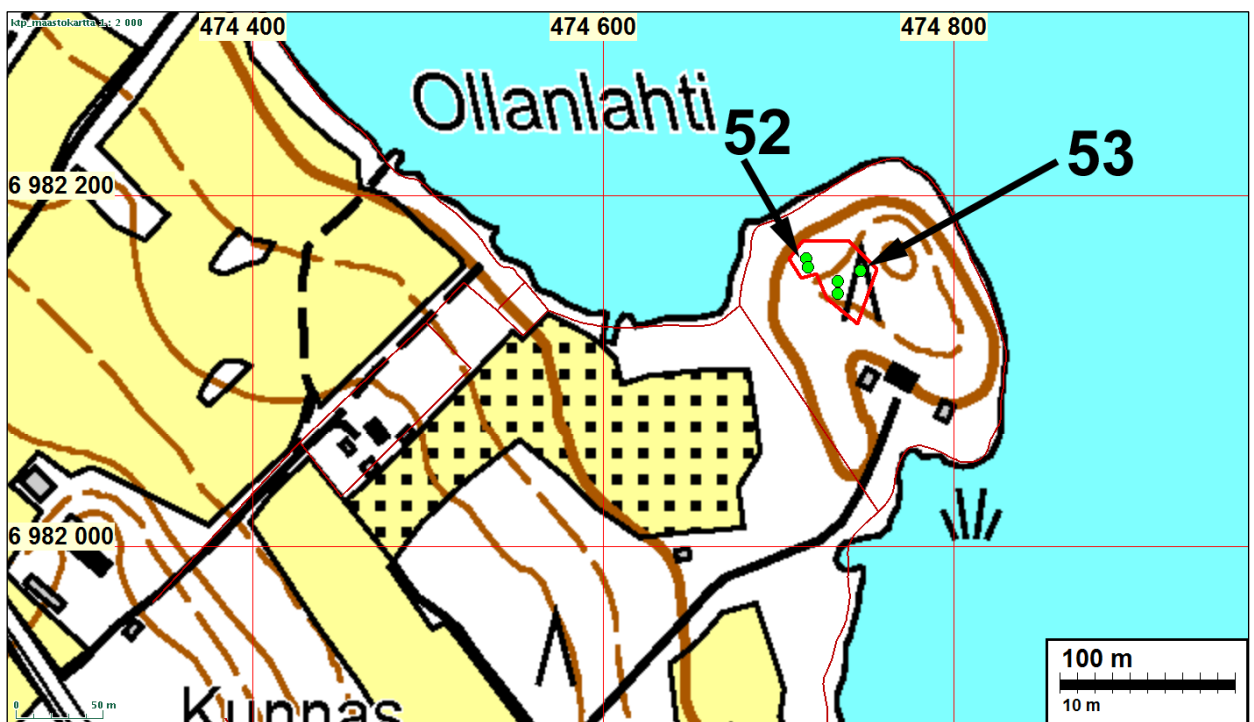 ktp_maastokartta 1: 2 000
474 400
474 600
474 800
Ollanlahti
52
53
6 982 200
6 982 000
Kunnas
0 50 m
100 m
10 m